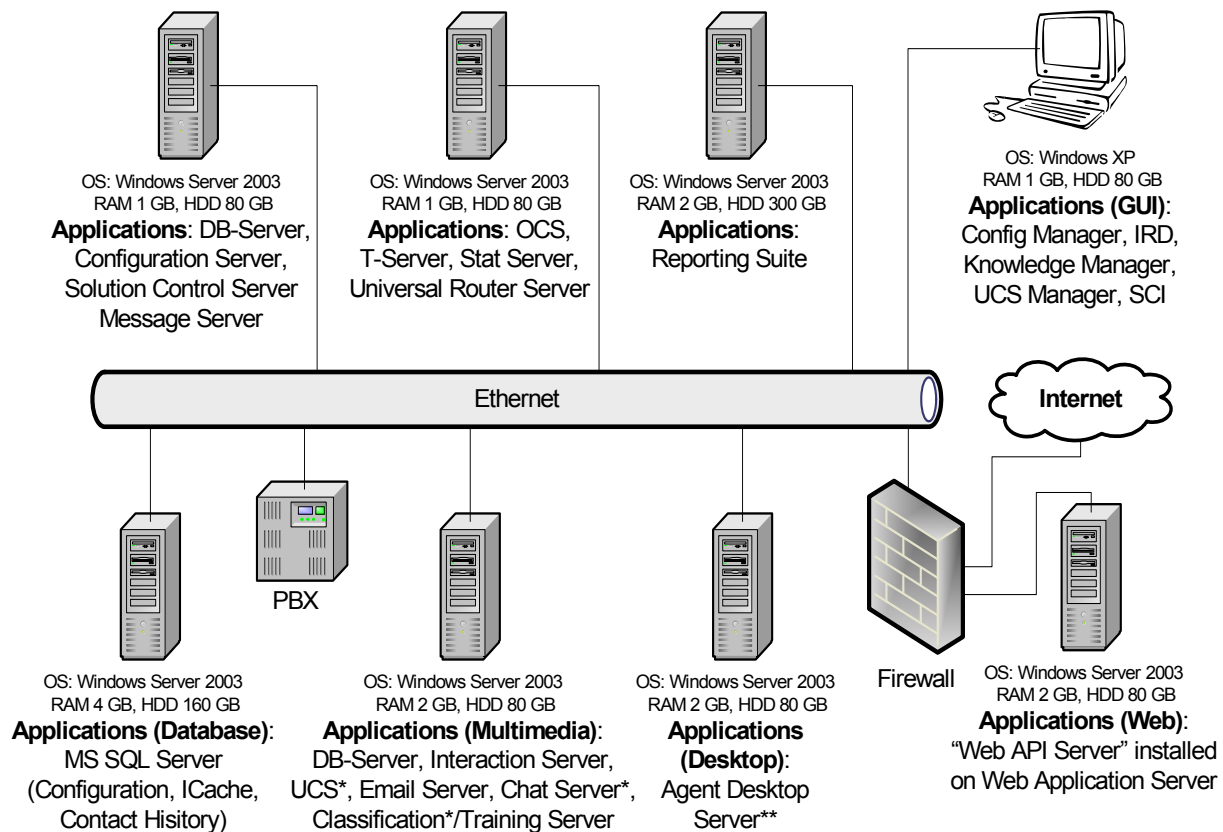 OS: Windows Server 2003
RAM 1 GB, HDD 80 GB
Applications: DB-Server,
Configuration Server,
Solution Control Server
Message Server
OS: Windows Server 2003
RAM 1 GB, HDD 80 GB
Applications: OCS,
T-Server, Stat Server,
Universal Router Server
OS: Windows Server 2003
RAM 2 GB, HDD 300 GB
Applications:
Reporting Suite
OS: Windows XP
RAM 1 GB, HDD 80 GB
Applications (GUI):
Config Manager, IRD,
Knowledge Manager,
UCS Manager, SCI
Ethernet
Internet
PBX
Firewall
OS: Windows Server 2003
RAM 4 GB, HDD 160 GB
Applications (Database):
MS SQL Server
(Configuration, ICache,
Contact Hisitory)
OS: Windows Server 2003
RAM 2 GB, HDD 80 GB
Applications (Multimedia):
DB-Server, Interaction Server,
UCS*, Email Server, Chat Server*,
Classification*/Training Server
OS: Windows Server 2003
RAM 2 GB, HDD 80 GB
Applications
(Desktop):
Agent Desktop
Server**
OS: Windows Server 2003
RAM 2 GB, HDD 80 GB
Applications (Web):
“Web API Server” installed
on Web Application Server